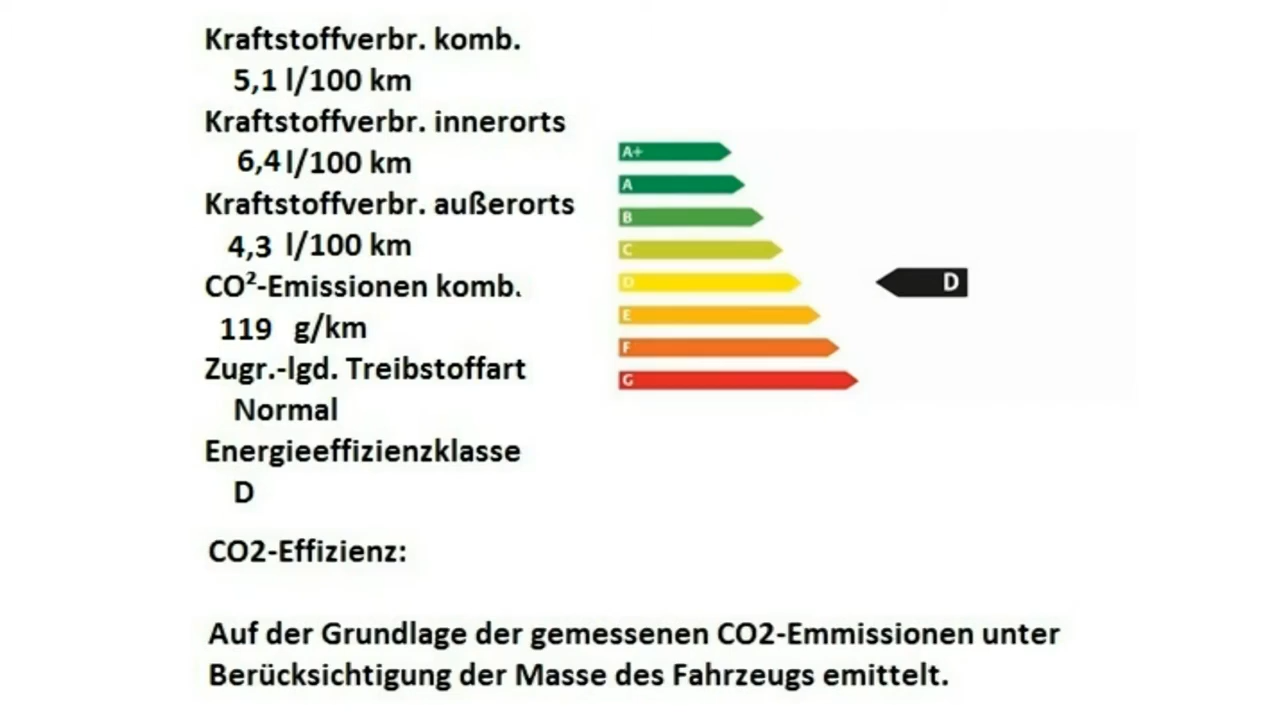 Kraftstoffverbr. komb.
5,1 l/100 km
Kraftstoffverbr. innerorts
6,4 l/100 km
Kraftstoffverbr. außerorts
4,3 l/100 km
CO²-Emissionen komb.
119 g/km
Zugr.-lgd. Treibstoffart
Normal
Energieeffizienzklasse
D
A+
A
B
C
D
D
E
F
G
CO2-Effizienz:
Auf der Grundlage der gemessenen CO2-Emmissionen unter
Berücksichtigung der Masse des Fahrzeugs emittelt.